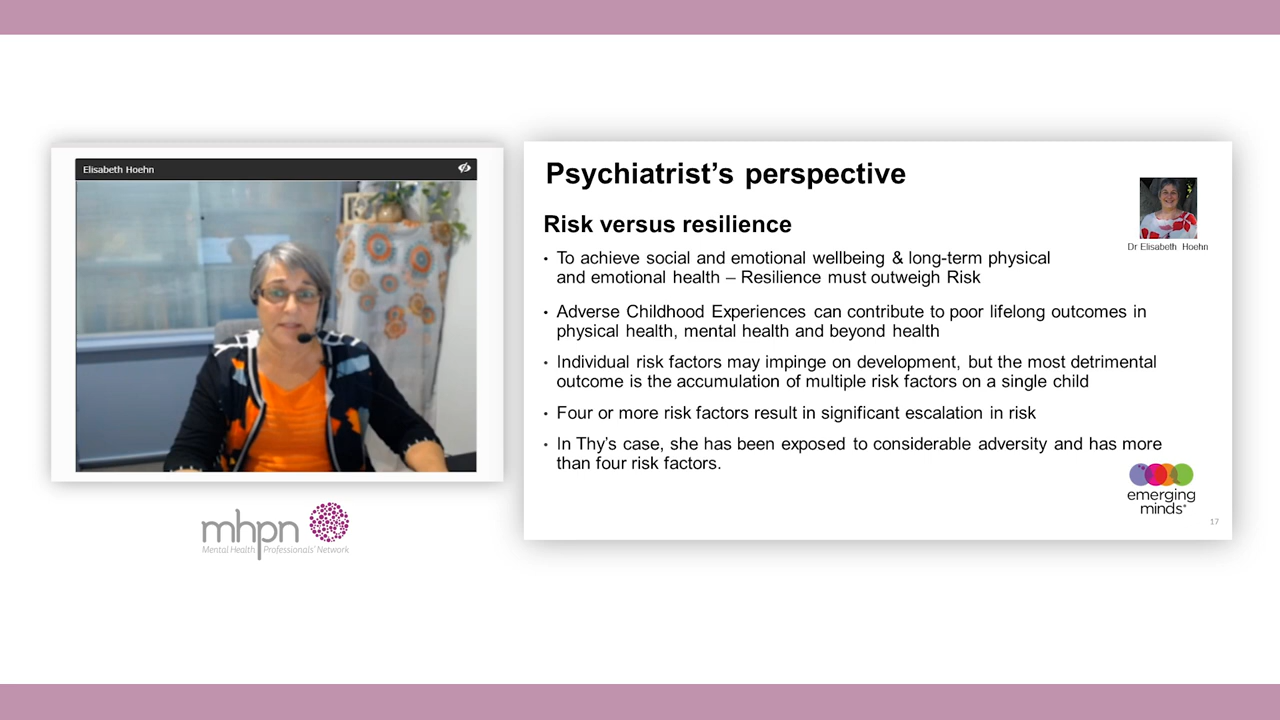 Elisabeth Hoehn
mhpn
Mental Health Professionals' Network
Psychiatrist's perspective
Dr Elisabeth Hoehn
Risk versus resilience
• To achieve social and emotional wellbeing & long-term physical
and emotional health – Resilience must outweigh Risk
• Adverse Childhood Experiences can contribute to poor lifelong outcomes in
physical health, mental health and beyond health
• Individual risk factors may impinge on development, but the most detrimental
outcome is the accumulation of multiple risk factors on a single child
• Four or more risk factors result in significant escalation in risk
• In Thy's case, she has been exposed to considerable adversity and has more
than four risk factors.
emerging
minds
17